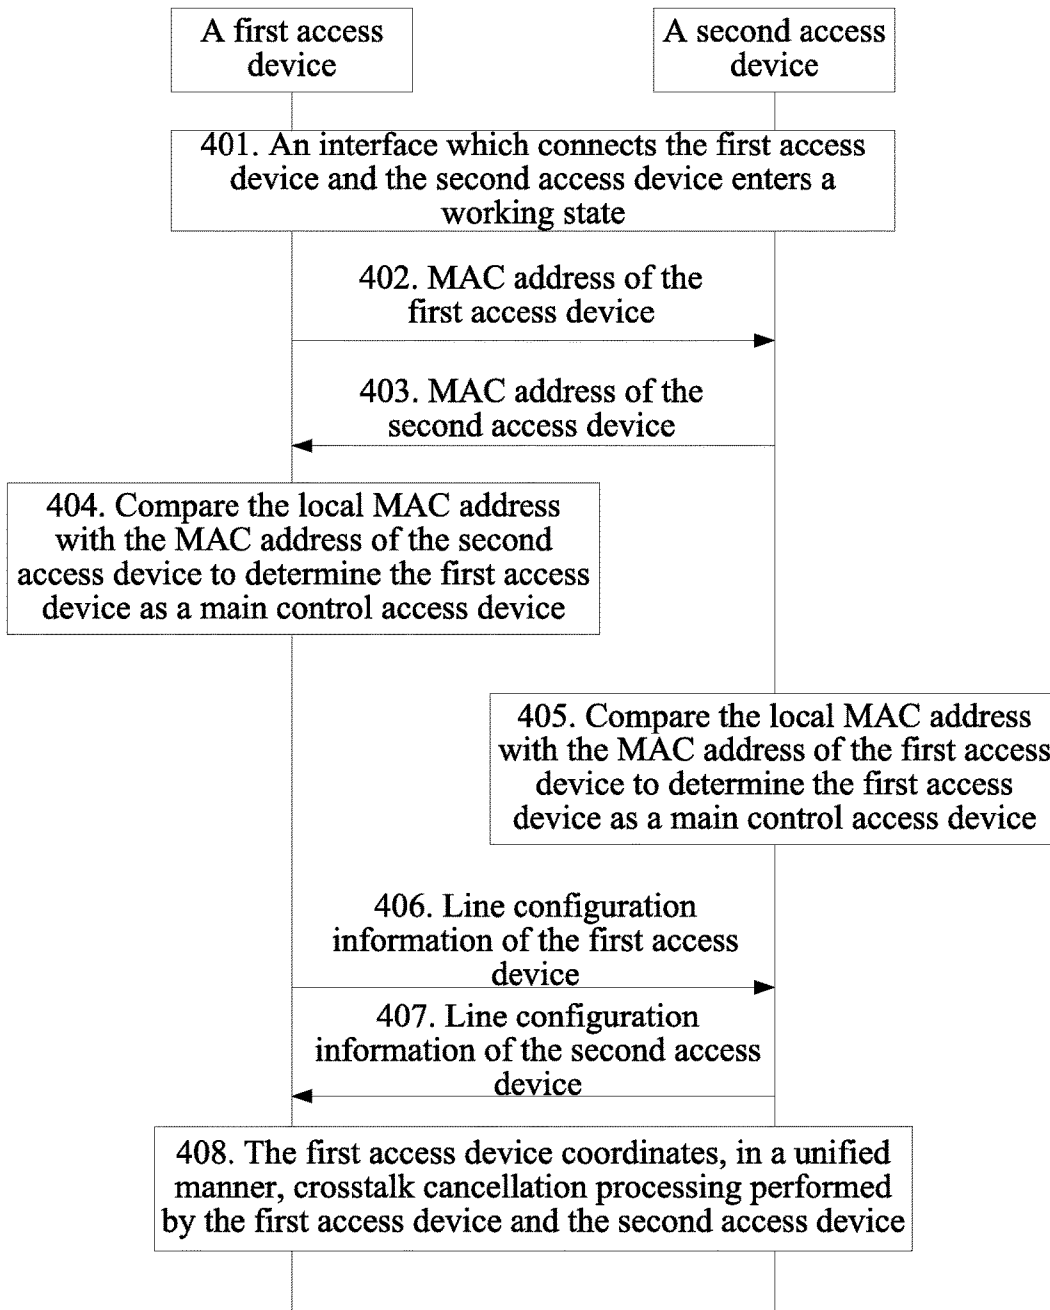 A first access
device
A second access
device
401. An interface which connects the first access
device and the second access device enters a
working state
402. MAC address of the
first access device
403. MAC address of the
second access device
404. Compare the local MAC address
with the MAC address of the second
access device to determine the first access
device as a main control access device
405. Compare the local MAC address
with the MAC address of the first access
device to determine the first access
device as a main control access device
406. Line configuration
information of the first access
device
407. Line configuration
information of the second access
device
408. The first access device coordinates, in a unified
manner, crosstalk cancellation processing performed
by the first access device and the second access device